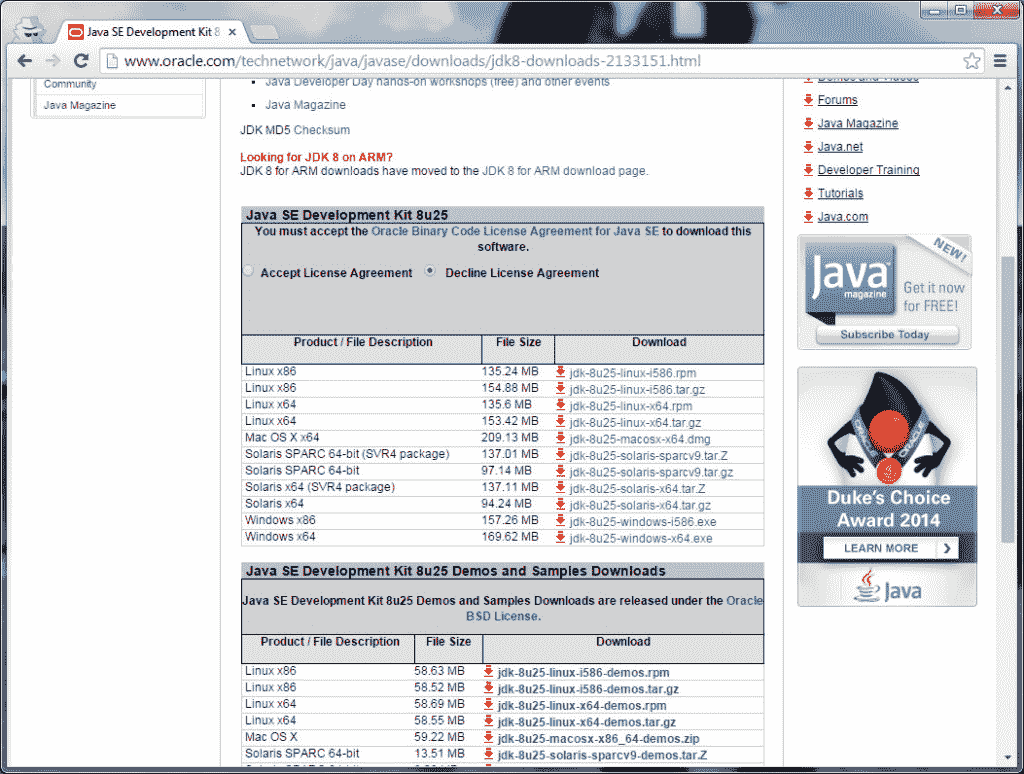 Java SE Development Kit 8
www.oracle.com/technetwork/java/javase/downloads/jdk8-downloads-2133151.html
Community
Java Magazine
Java Developer Day hands-on workshops (free) and other events
Java Magazine
JDK MD5 Checksum
Looking for JDK 8 on ARM?
JDK 8 for ARM downloads have moved to the JDK 8 for ARM download page.
Java SE Development Kit 8u25
You must accept the Oracle Binary Code License Agreement for Java SE to download this
software.
Accept License Agreement Decline License Agreement
Product / File Description File Size Download
Linux x86 135.24 MB jdk-8u25-linux-i586.rpm
Linux x86 154.88 MB jdk-8u25-linux-i586.tar.gz
Linux x64 135.6 MB jdk-8u25-linux-x64.rpm
Linux x64 153.42 MB jdk-8u25-linux-x64.tar.gz
Mac OS X x64 209.13 MB jdk-8u25-macosx-x64.dmg
Solaris SPARC 64-bit (SVR4 package) 137.01 MB jdk-8u25-solaris-sparcv9.tar.Z
Solaris SPARC 64-bit 97.14 MB jdk-8u25-solaris-sparcv9.tar.gz
Solaris x64 (SVR4 package) 137.11 MB jdk-8u25-solaris-x64.tar.Z
Solaris x64 94.24 MB jdk-8u25-solaris-x64.tar.gz
Windows x86 157.26 MB jdk-8u25-windows-i586.exe
Windows x64 169.62 MB jdk-8u25-windows-x64.exe
Java SE Development Kit 8u25 Demos and Samples Downloads
Java SE Development Kit 8u25 Demos and Samples Downloads are released under the Oracle
BSD License.
Product / File Description File Size Download
Linux x86 58.63 MB jdk-8u25-linux-i586-demos.rpm
Linux x86 58.52 MB jdk-8u25-linux-i586-demos.tar.gz
Linux x64 58.69 MB jdk-8u25-linux-x64-demos.rpm
Linux x64 58.55 MB jdk-8u25-linux-x64-demos.tar.gz
Mac OS X 59.22 MB jdk-8u25-macosx-x86_64-demos.zip
Solaris SPARC 64-bit 13.51 MB jdk-8u25-solaris-sparcv9-demos.tar.Z
Demos and Videos
Forums
Java Magazine
Java.net
Developer Training
Tutorials
Java.com
NEW!
Java
magazine
Get it now
for FREE!
Subscribe Today
Duke's Choice
Award 2014
LEARN MORE
Java